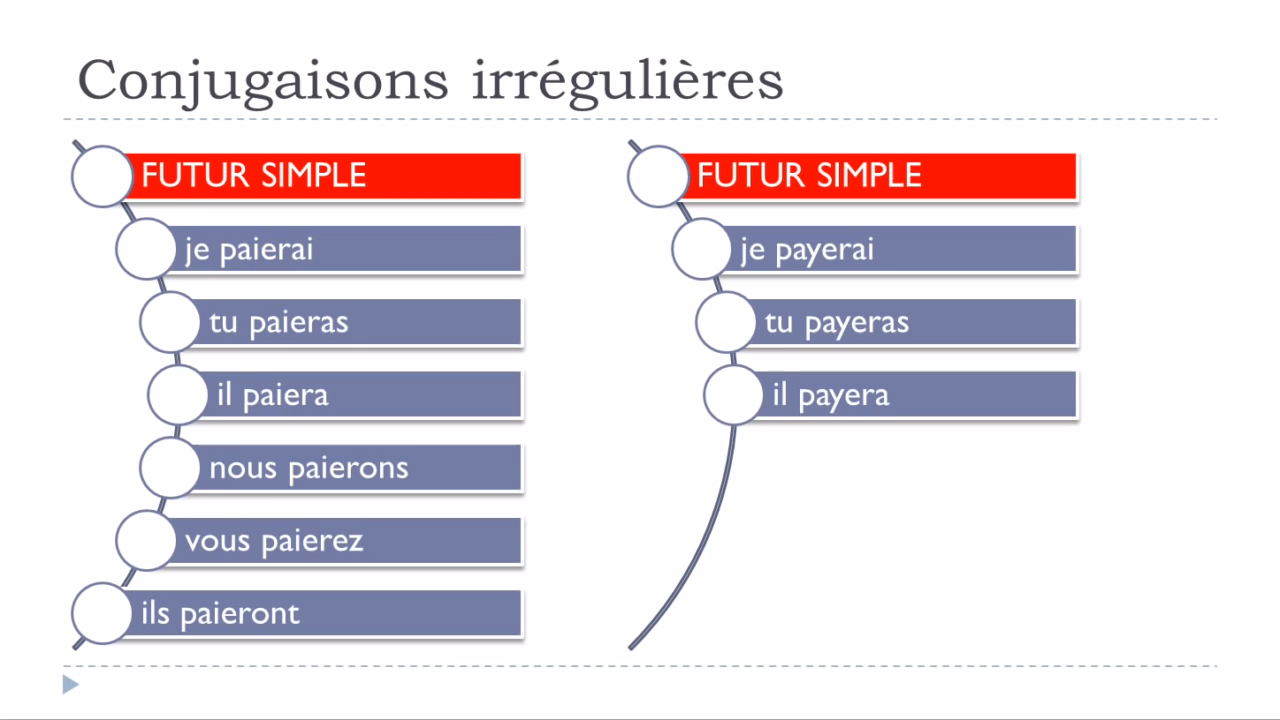 Conjugaisons irrégulières
FUTUR SIMPLE
je paierai
tu paieras
il paiera
nous paierons
vous paierez
ils paieront
FUTUR SIMPLE
je payerai
tu payeras
il payera